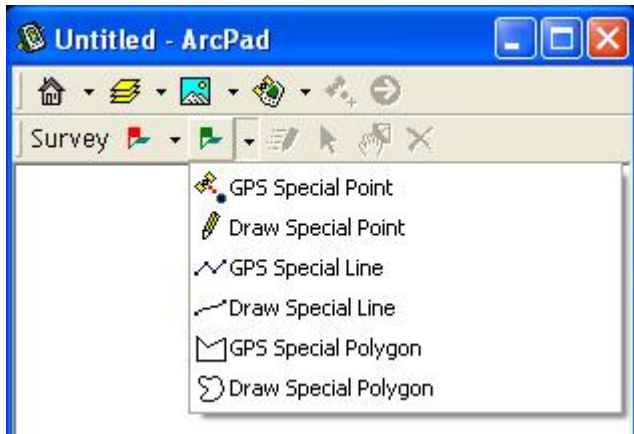 Untitled - ArcPad
Survey
GPS Special Point
Draw Special Point
GPS Special Line
Draw Special Line
GPS Special Polygon
Draw Special Polygon